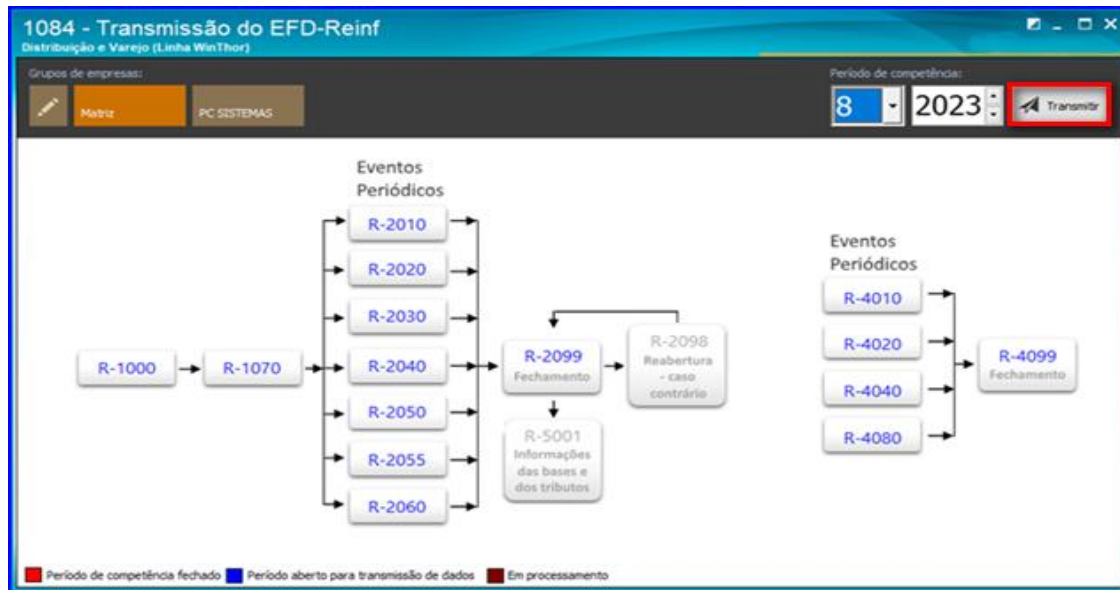 1084 - Transmissão do EFD-Reinf
Distribuição e Varejo (Linha WinThor)
Grupos de empresas:
Matriz
PC SISTEMAS
Período de competência:
8
2023
Transmitir
Eventos
Periódicos
R-2010
R-2020
R-2030
R-2040
R-2050
R-2055
R-2060
R-1000
R-1070
R-2099
Fechamento
R-2098
Reabertura
- caso
contrário
R-5001
Informações
das bases e
dos tributos
Eventos
Periódicos
R-4010
R-4020
R-4040
R-4080
R-4099
Fechamento
Período de competência fechado
Período aberto para transmissão de dados
Em processamento